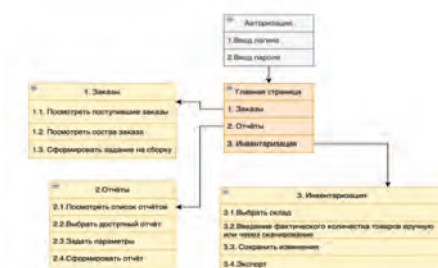 Авторизация
1.Ввод логина
2.Ввод пароля
1. Заказы
1.1. Посмотреть поступившие заказы
1.2. Посмотреть состав заказа
1.3. Сформировать задание на сборку
Главная страница
1. Заказы
2. Отчёты
3. Инвентаризация
2.Отчёты
2.1.Посмотреть список отчётов
2.2.Выбрать доступный отчёт
2.3.Задать параметры
2.4.Сформировать отчёт
3. Инвентаризация
3.1.Выбрать склад
3.2.Введение фактического количества товаров вручную
или через сканирование
3.3. Сохранить изменения
3.4.Экспорт